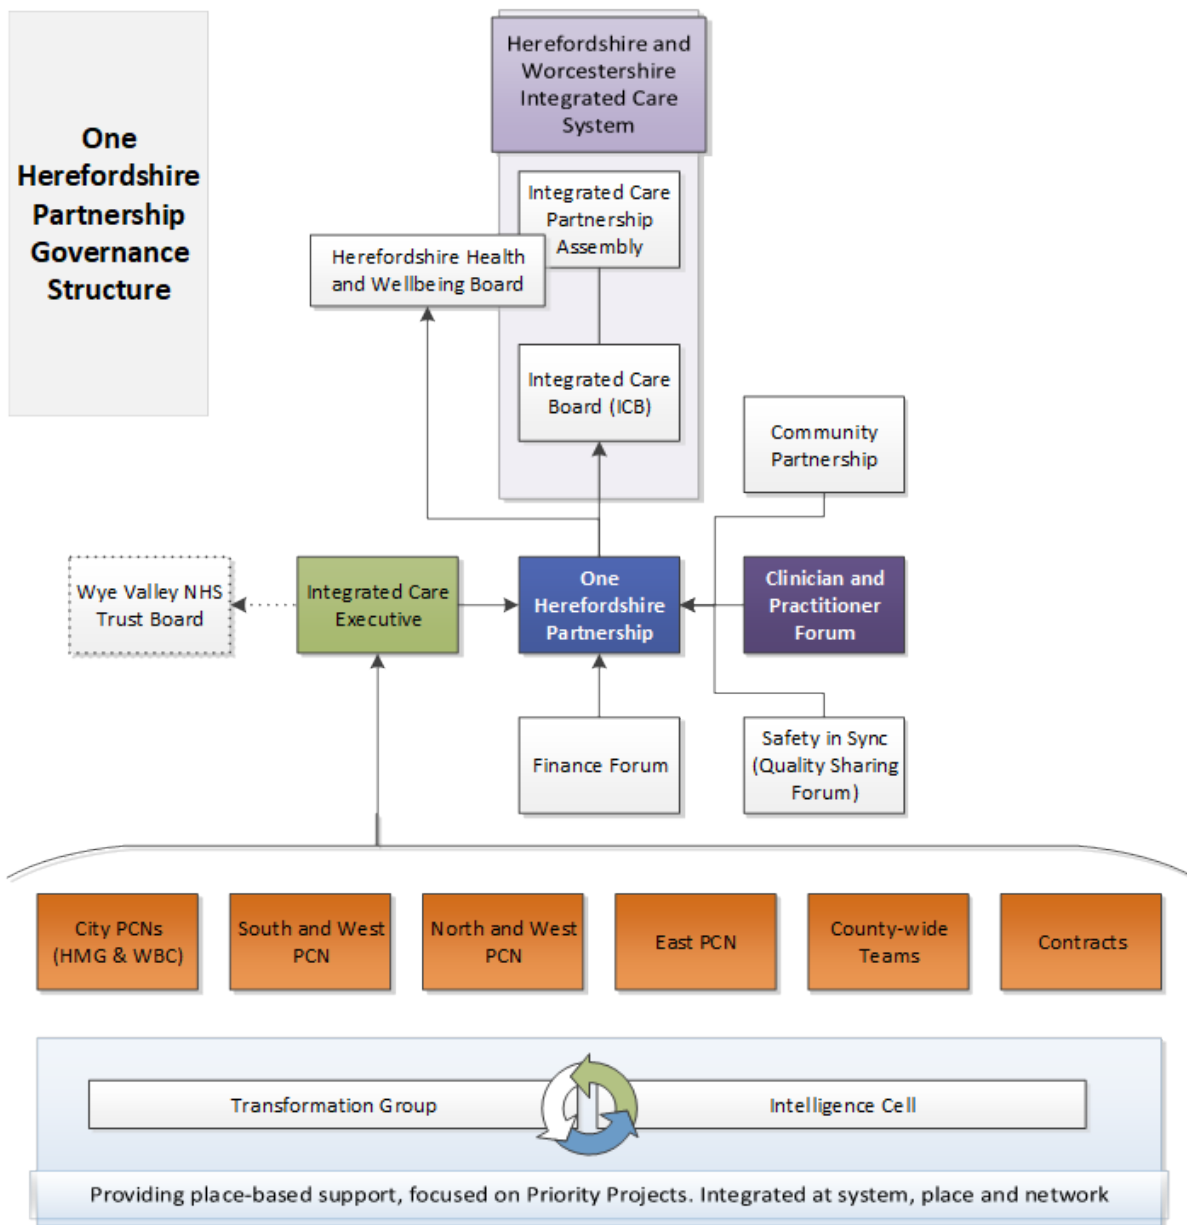 One
Herefordshire
Partnership
Governance
Structure
Herefordshire and
Worcestershire
Integrated Care
System
Integrated Care
Partnership
Assembly
Herefordshire Health
and Wellbeing Board
Integrated Care
Board (ICB)
Community
Partnership
Wye Valley NHS
Trust Board
Integrated Care
Executive
One
Herefordshire
Partnership
Clinician and
Practitioner
Forum
Finance Forum
Safety in Sync
(Quality Sharing
Forum)
City PCNs
(HMG & WBC)
South and West
PCN
North and West
PCN
East PCN
County-wide
Teams
Contracts
Transformation Group
Intelligence Cell
Providing place-based support, focused on Priority Projects. Integrated at system, place and network